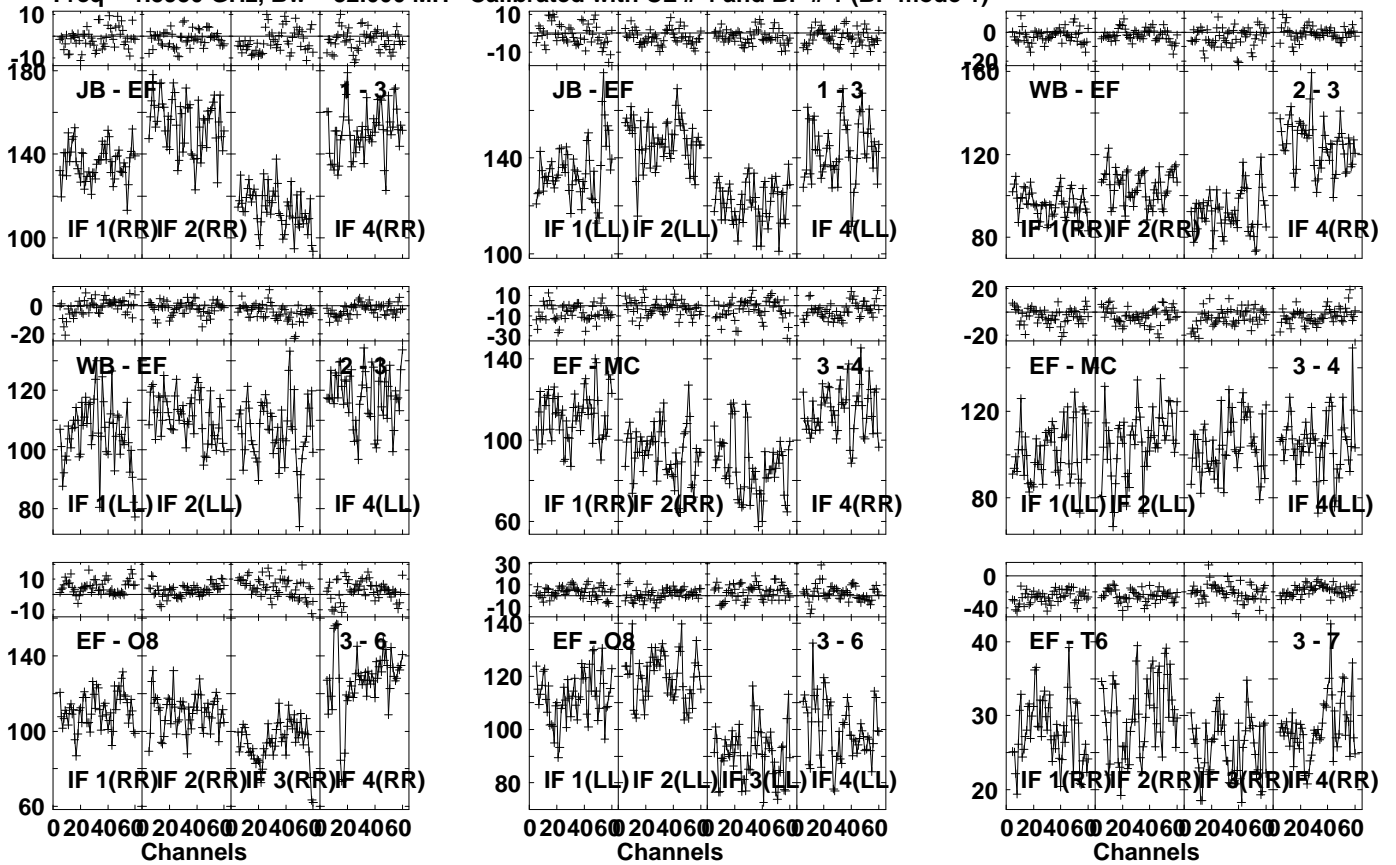 10
-10
180
140
100
JB - EF
1 - 3
IF 1(RR)
IF 2(RR)
IF 4(RR)
10
-10
140
100
JB - EF
1 - 3
IF 1(LL)
IF 2(LL)
IF 4(LL)
0
-20
160
120
80
WB - EF
2 - 3
IF 1(RR)
IF 2(RR)
IF 4(RR)
0
-20
120
100
80
WB - EF
2 - 3
IF 1(LL)
IF 2(LL)
IF 4(LL)
10
-10
-30
140
100
60
EF - MC
3 - 4
IF 1(RR)
IF 2(RR)
IF 4(RR)
20
-20
120
80
EF - MC
3 - 4
IF 1(LL)
IF 2(LL)
IF 4(LL)
10
-10
140
100
60
EF - O8
3 - 6
IF 1(RR)
IF 2(RR)
IF 3(RR)
IF 4(RR)
0 20 40 60 0 20 40 60 0 20 40 60 0 20 40 60
Channels
30
10
-10
140
120
100
80
EF - O8
3 - 6
IF 1(LL)
IF 2(LL)
IF 3(LL)
IF 4(LL)
0 20 40 60 0 20 40 60 0 20 40 60 0 20 40 60
Channels
0
-40
40
30
20
EF - T6
3 - 7
IF 1(RR)
IF 2(RR)
IF 3(RR)
IF 4(RR)
0 20 40 60 0 20 40 60 0 20 40 60 0 20 40 60
Channels